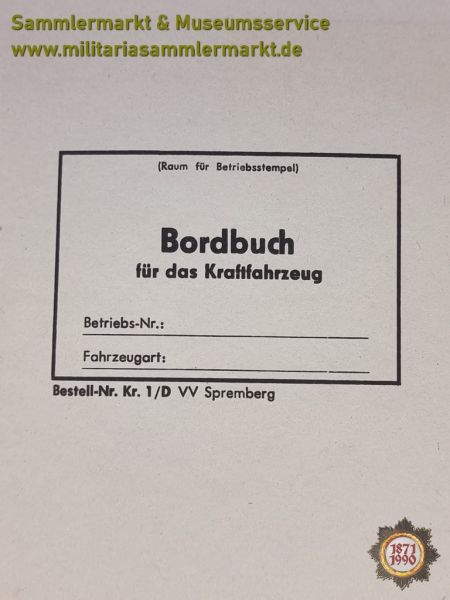 Sammlermarkt & Museumsservice
www.militariasammlermarkt.de
(Raum für Betriebsstempel)
Bordbuch
für das Kraftfahrzeug
Betriebs-Nr.:
Fahrzeugart:
Bestell-Nr. Kr. 1/D VV Spremberg
1871
1990